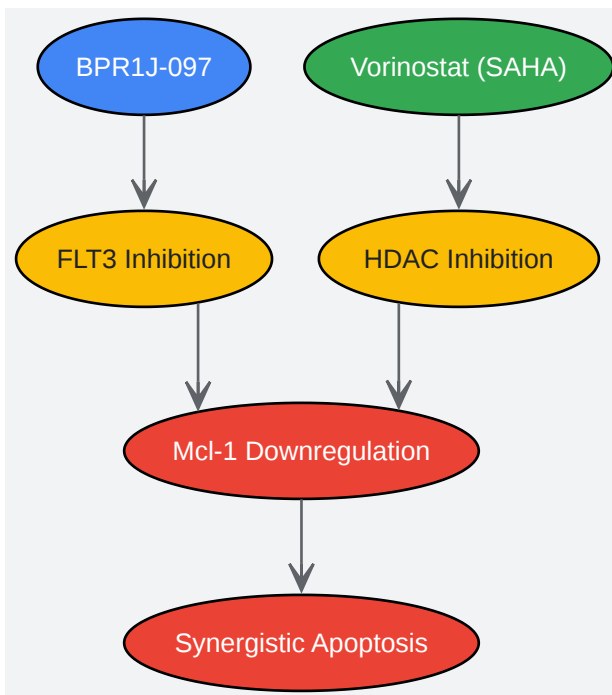 BPR1J-097
Vorinostat (SAHA)
FLT3 Inhibition
HDAC Inhibition
Mcl-1 Downregulation
Synergistic Apoptosis